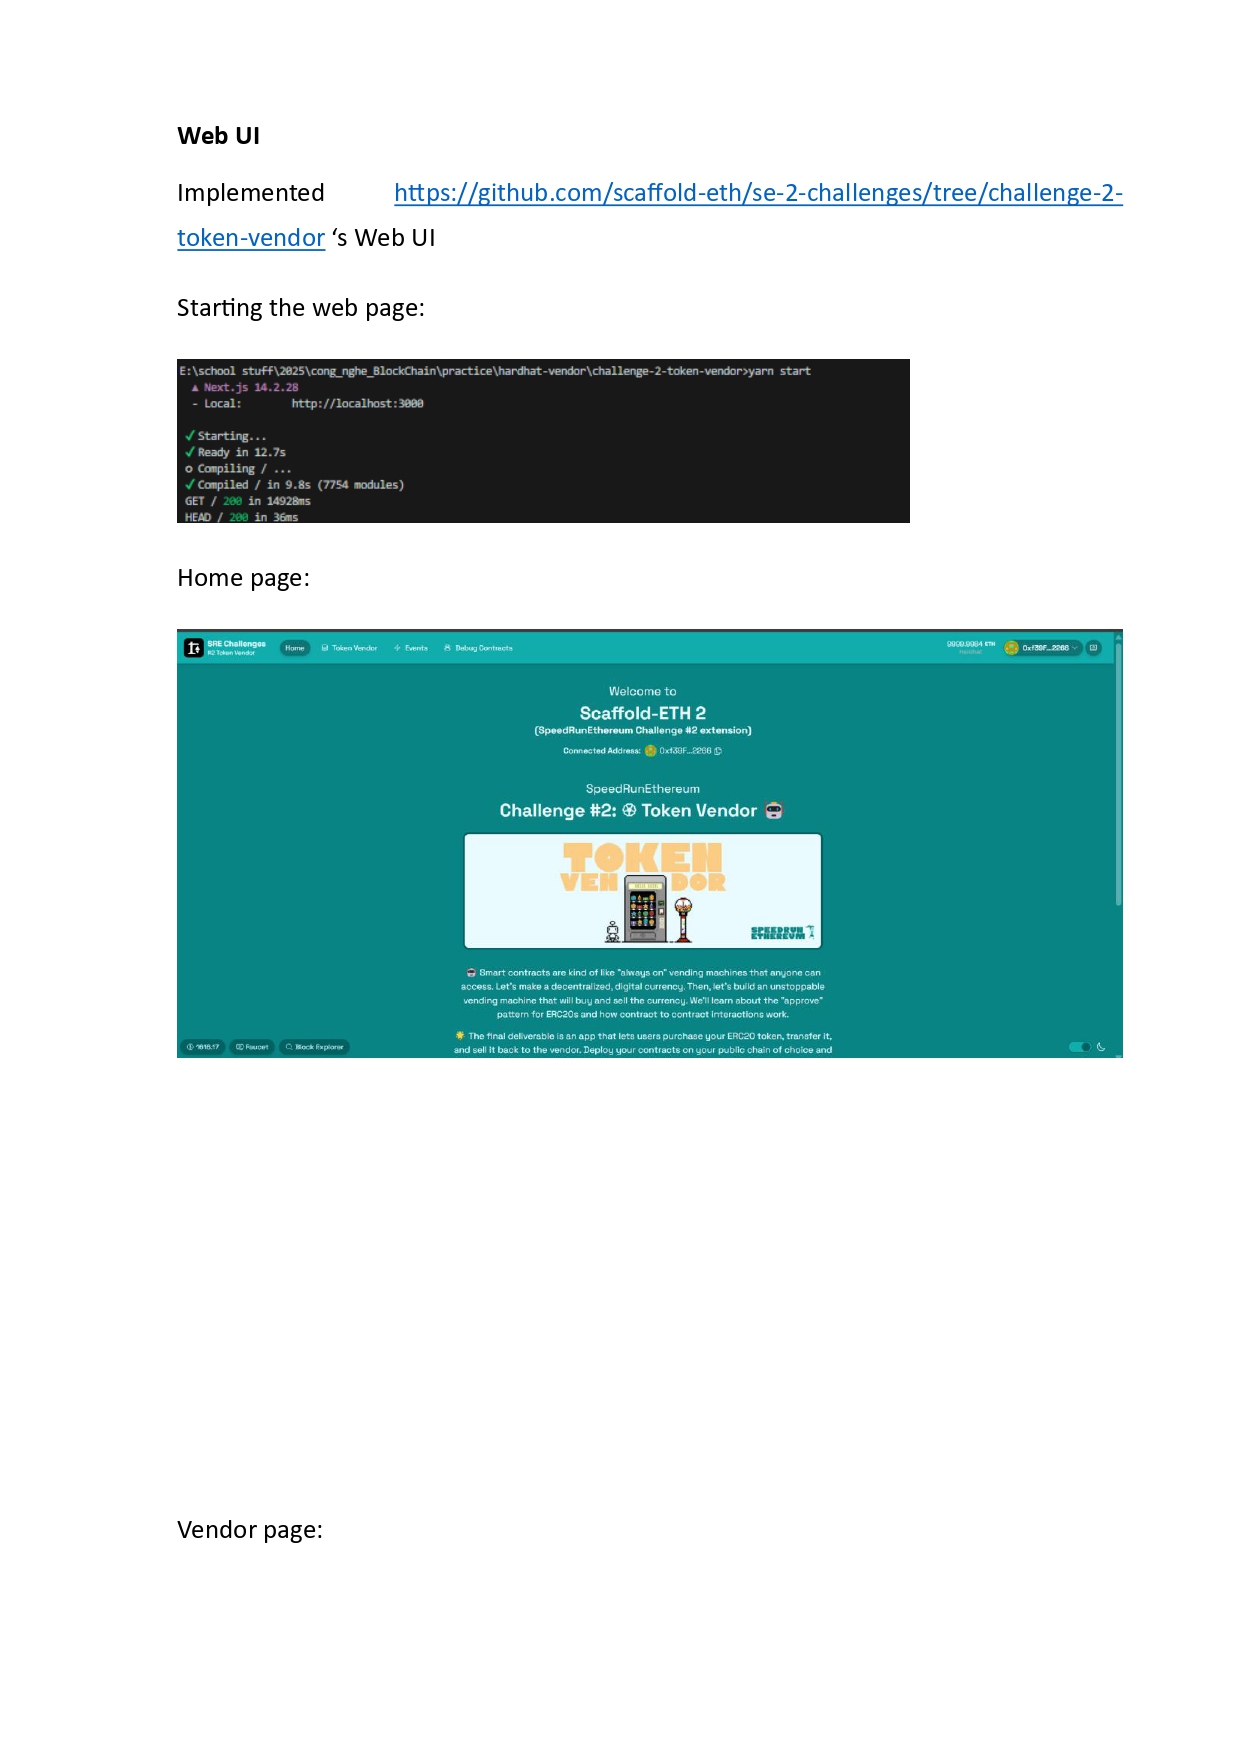 Web UI
Implemented https://github.com/scaffold-eth/se-2-challenges/tree/challenge-2-
token-vendor ‘s Web UI
Starting the web page:
E:\school stuff\2025\cong_nghe_BlockChain\practice\hardhat-vendor\challenge-2-token-vendor>yarn start
▲ Next.js 14.2.28
- Local: http://localhost:3000
✓ Starting...
✓ Ready in 12.7s
○ Compiling / ...
✓ Compiled / in 9.8s (7754 modules)
GET / 200 in 14928ms
HEAD / 200 in 36ms
Home page:
SRE Challenges
#2 Token Vendor
Home Token Vendor Events Debug Contracts
ETH
Hardhat
0xf39F...2266
Welcome to
Scaffold-ETH 2
(SpeedRunEthereum Challenge #2 extension)
Connected Address: 0xf39F...2266
SpeedRunEthereum
Challenge #2: Token Vendor
TOKEN
VENDOR
SPEEDRUN
ETHEREUM
Smart contracts are kind of like "always on" vending machines that anyone can
access. Let's make a decentralized, digital currency. Then, let's build an unstoppable
vending machine that will buy and sell the currency. We'll learn about the "approve"
pattern for ERC20s and how contract to contract interactions work.
The final deliverable is an app that lets users purchase your ERC20 token, transfer it,
and sell it back to the vendor. Deploy your contracts on your public chain of choice and
Faucet Block Explorer
Vendor page: